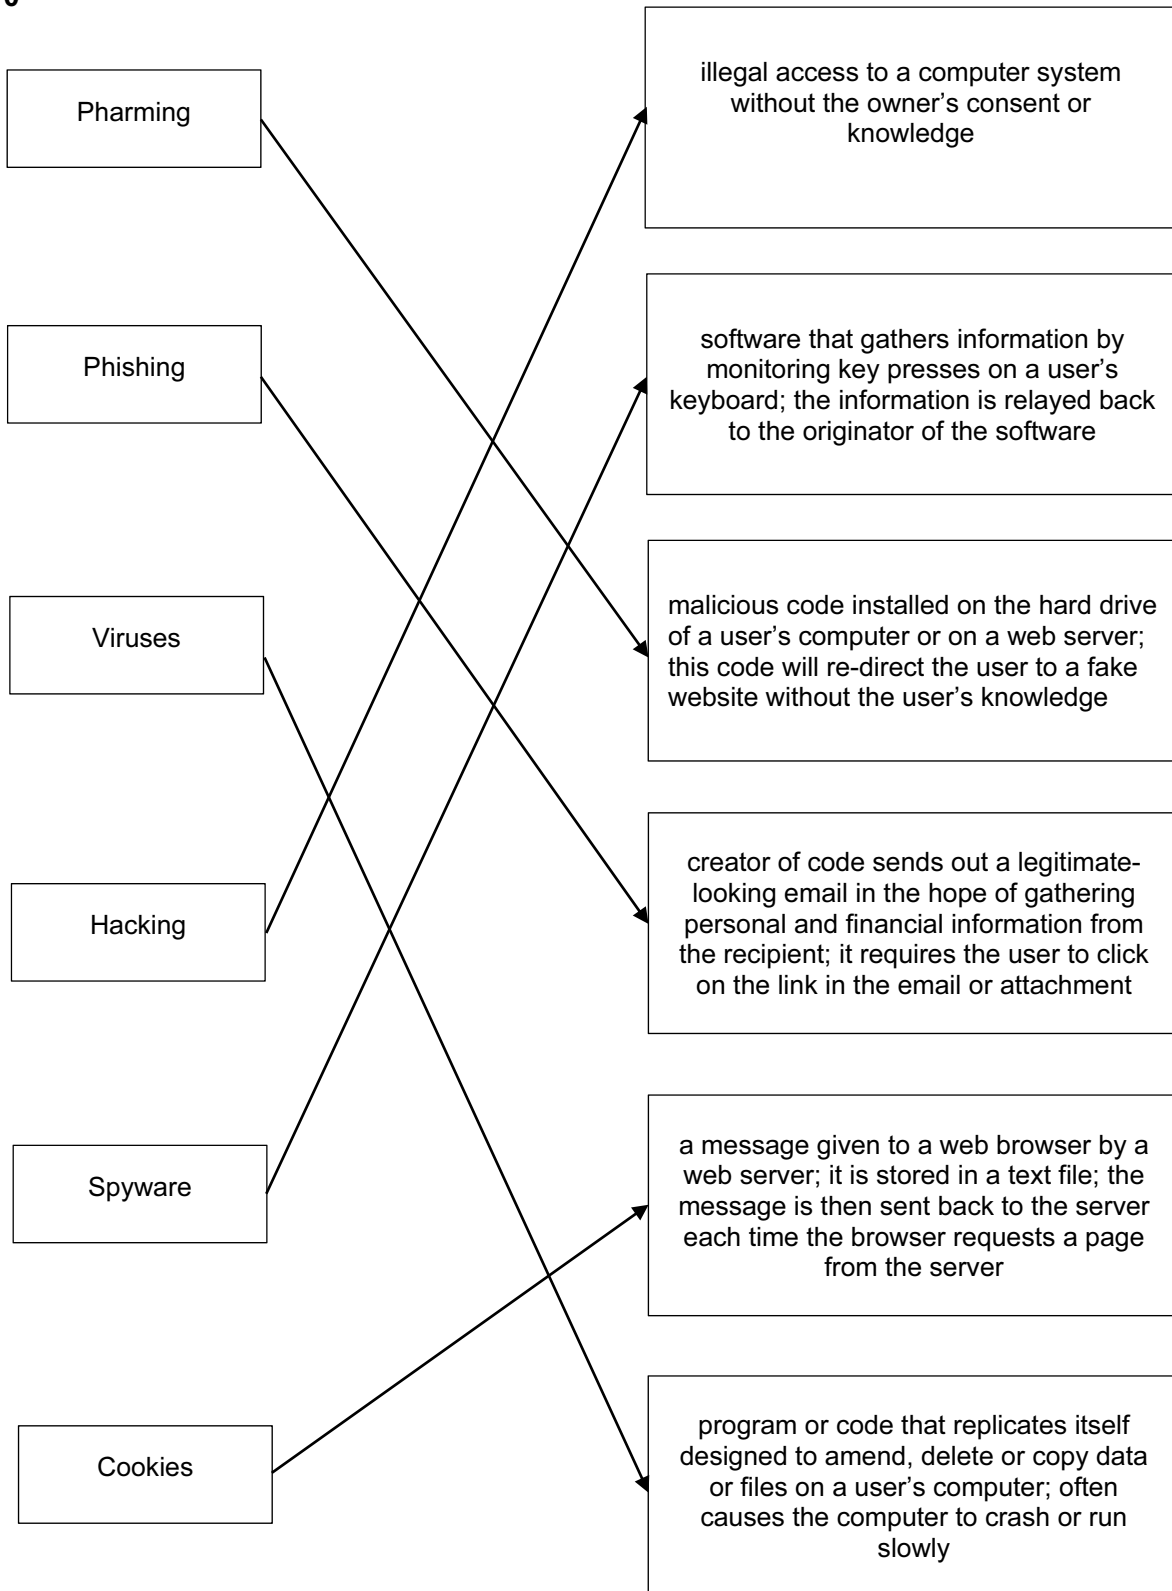 Pharming
illegal access to a computer system
without the owner’s consent or
knowledge
Phishing
software that gathers information by
monitoring key presses on a user’s
keyboard; the information is relayed back
to the originator of the software
Viruses
malicious code installed on the hard drive
of a user’s computer or on a web server;
this code will re-direct the user to a fake
website without the user’s knowledge
Hacking
creator of code sends out a legitimate-
looking email in the hope of gathering
personal and financial information from
the recipient; it requires the user to click
on the link in the email or attachment
Spyware
a message given to a web browser by a
web server; it is stored in a text file; the
message is then sent back to the server
each time the browser requests a page
from the server
Cookies
program or code that replicates itself
designed to amend, delete or copy data
or files on a user’s computer; often
causes the computer to crash or run
slowly